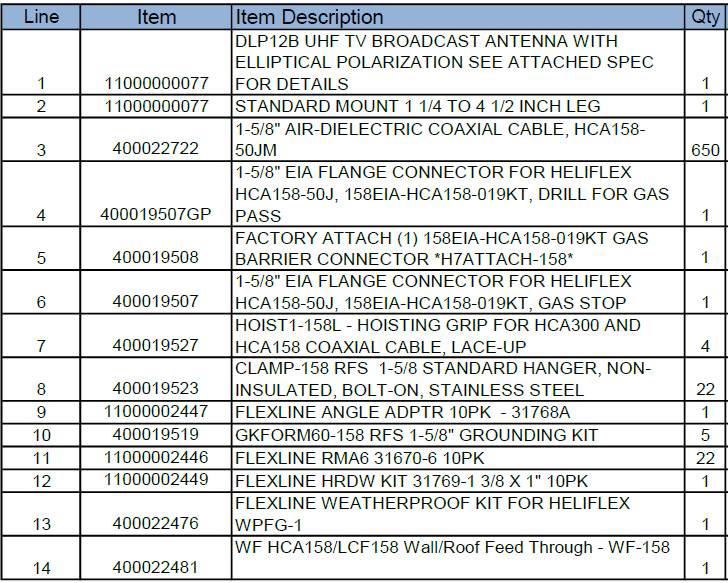 Line Item Item Description Qty
DLP12B UHF TV BROADCAST ANTENNA WITH
ELLIPTICAL POLARIZATION SEE ATTACHED SPEC
1 11000000077 FOR DETAILS 1
2 11000000077 STANDARD MOUNT 1 1/4 TO 4 1/2 INCH LEG 1
1-5/8" AIR-DIELECTRIC COAXIAL CABLE, HCA158-
3 400022722 50JM 650
1-5/8" EIA FLANGE CONNECTOR FOR HELIFLEX
HCA158-50J, 158EIA-HCA158-019KT, DRILL FOR GAS
4 400019507GP PASS 1
FACTORY ATTACH (1) 158EIA-HCA158-019KT GAS
5 400019508 BARRIER CONNECTOR *H7ATTACH-158* 1
1-5/8" EIA FLANGE CONNECTOR FOR HELIFLEX
6 400019507 HCA158-50J, 158EIA-HCA158-019KT, GAS STOP 1
HOIST1-158L - HOISTING GRIP FOR HCA300 AND
7 400019527 HCA158 COAXIAL CABLE, LACE-UP 4
CLAMP-158 RFS 1-5/8 STANDARD HANGER, NON-
8 400019523 INSULATED, BOLT-ON, STAINLESS STEEL 22
9 11000002447 FLEXLINE ANGLE ADPTR 10PK - 31768A 1
10 400019519 GKFORM60-158 RFS 1-5/8" GROUNDING KIT 5
11 11000002446 FLEXLINE RMA6 31670-6 10PK 22
12 11000002449 FLEXLINE HRDW KIT 31769-1 3/8 X 1" 10PK 1
FLEXLINE WEATHERPROOF KIT FOR HELIFLEX
13 400022476 WPFG-1 1
WF HCA158/LCF158 Wall/Roof Feed Through - WF-158
14 400022481 1